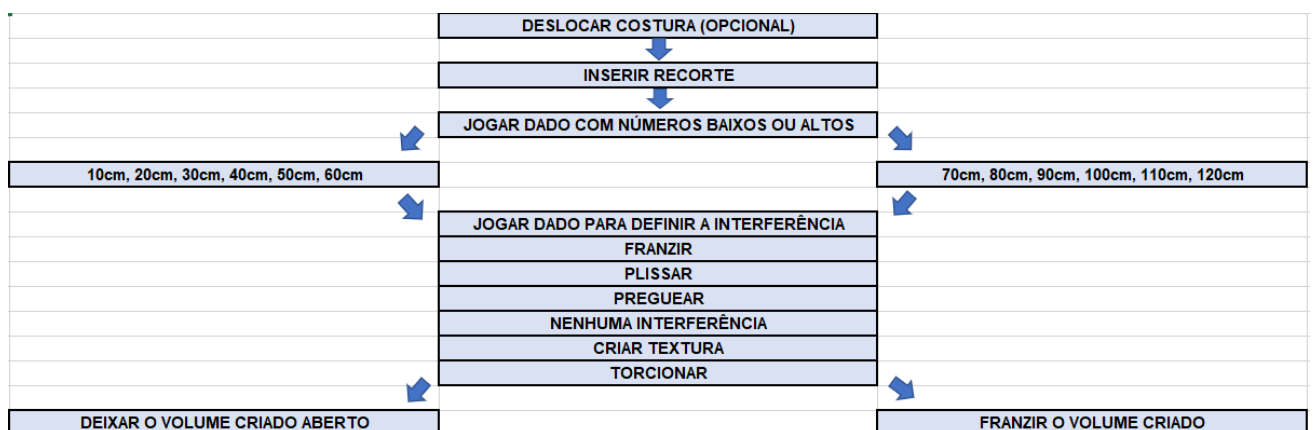 DESLOCAR COSTURA (OPCIONAL)
INSERIR RECORTE
JOGAR DADO COM NÚMEROS BAIXOS OU ALTOS
10cm, 20cm, 30cm, 40cm, 50cm, 60cm
70cm, 80cm, 90cm, 100cm, 110cm, 120cm
JOGAR DADO PARA DEFINIR A INTERFERÊNCIA
FRANZIR
PLISSAR
PREGUEAR
NENHUMA INTERFERÊNCIA
CRIAR TEXTURA
TORCIONAR
DEIXAR O VOLUME CRIADO ABERTO
FRANZIR O VOLUME CRIADO